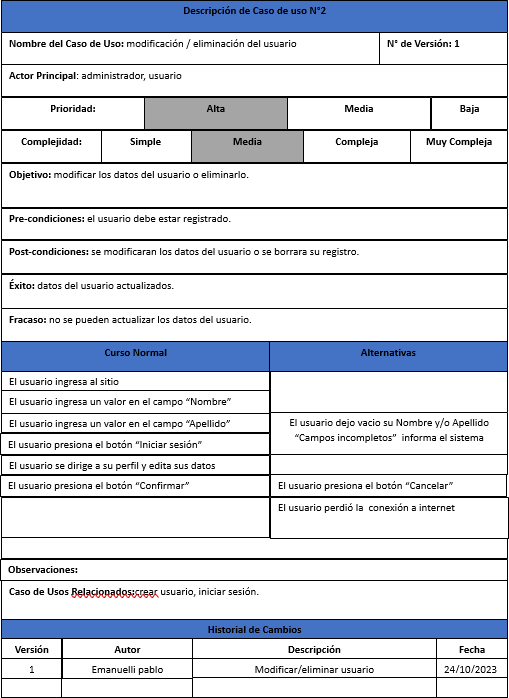 Descripción de Caso de uso N°2
Nombre del Caso de Uso: modificación / eliminación del usuario N° de Versión: 1
Actor Principal: administrador, usuario
Prioridad: Alta Media Baja
Complejidad: Simple Media Compleja Muy Compleja
Objetivo: modificar los datos del usuario o eliminarlo.
Pre-condiciones: el usuario debe estar registrado.
Post-condiciones: se modificaran los datos del usuario o se borrara su registro.
Éxito: datos del usuario actualizados.
Fracaso: no se pueden actualizar los datos del usuario.
Curso Normal Alternativas
El usuario ingresa al sitio
El usuario ingresa un valor en el campo “Nombre”
El usuario ingresa un valor en el campo “Apellido”
El usuario dejo vacio su Nombre y/o Apellido
“Campos incompletos” informa el sistema
El usuario presiona el botón “Iniciar sesión”
El usuario se dirige a su perfil y edita sus datos
El usuario presiona el botón “Confirmar” El usuario presiona el botón “Cancelar”
El usuario perdió la conexión a internet
Observaciones:
Caso de Usos Relacionados:crear usuario, iniciar sesión.
Historial de Cambios
Versión Autor Descripción Fecha
1 Emanuelli pablo Modificar/eliminar usuario 24/10/2023